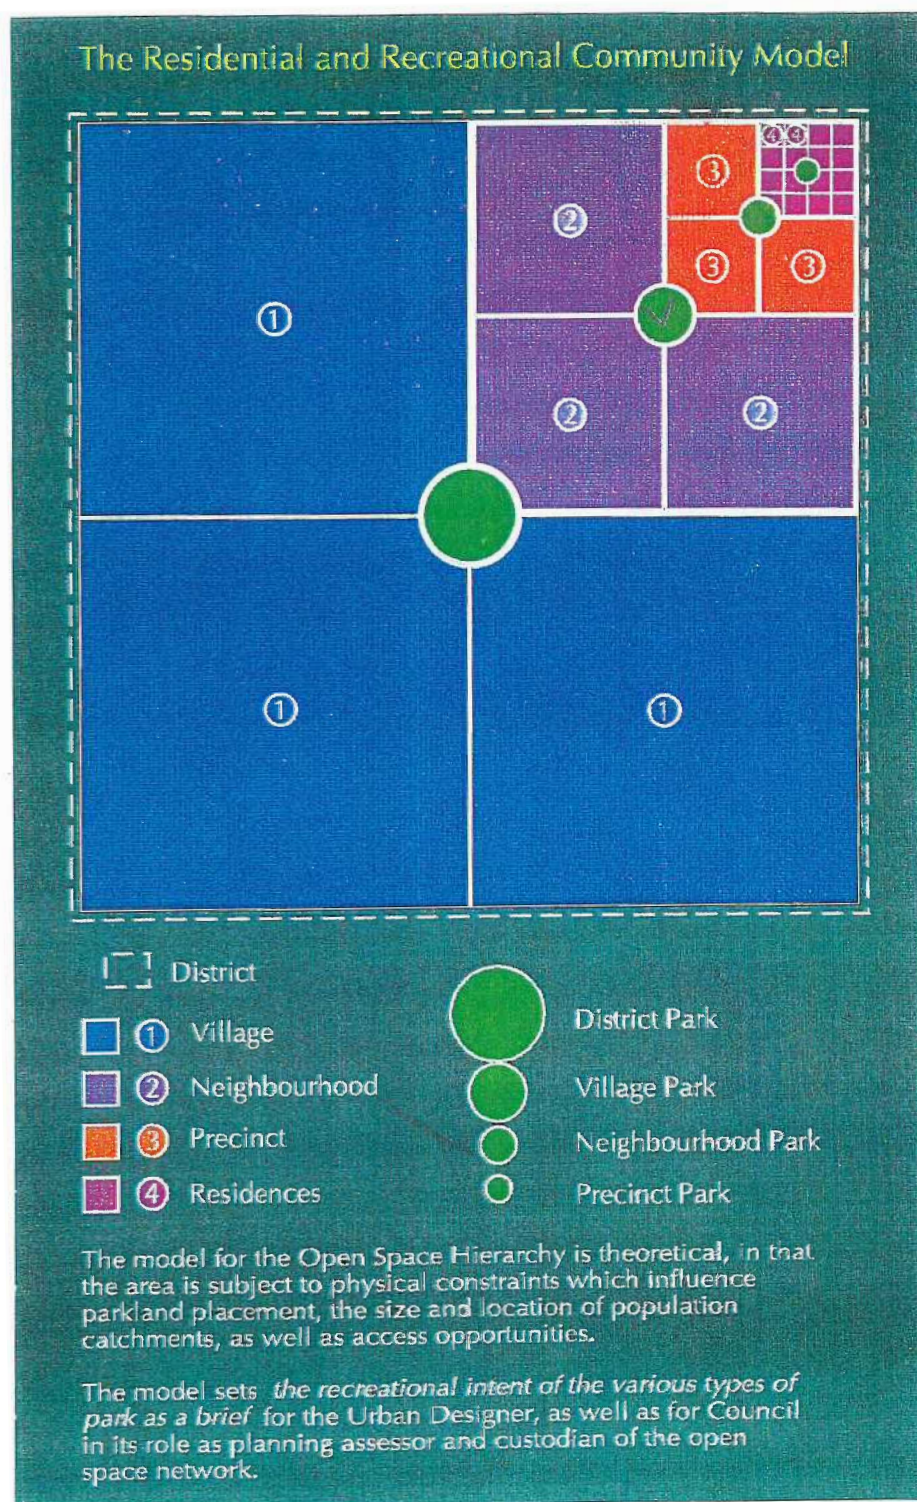 The Residential and Recreational Community Model
④ ④
③
②
③ ③
①
② ②
① ①
District
① Village
② Neighbourhood
③ Precinct
④ Residences
District Park
Village Park
Neighbourhood Park
Precinct Park
The model for the Open Space Hierarchy is theoretical, in that
the area is subject to physical constraints which influence
parkland placement, the size and location of population
catchments, as well as access opportunities.
The model sets the recreational intent of the various types of
park as a brief for the Urban Designer, as well as for Council
in its role as planning assessor and custodian of the open
space network.